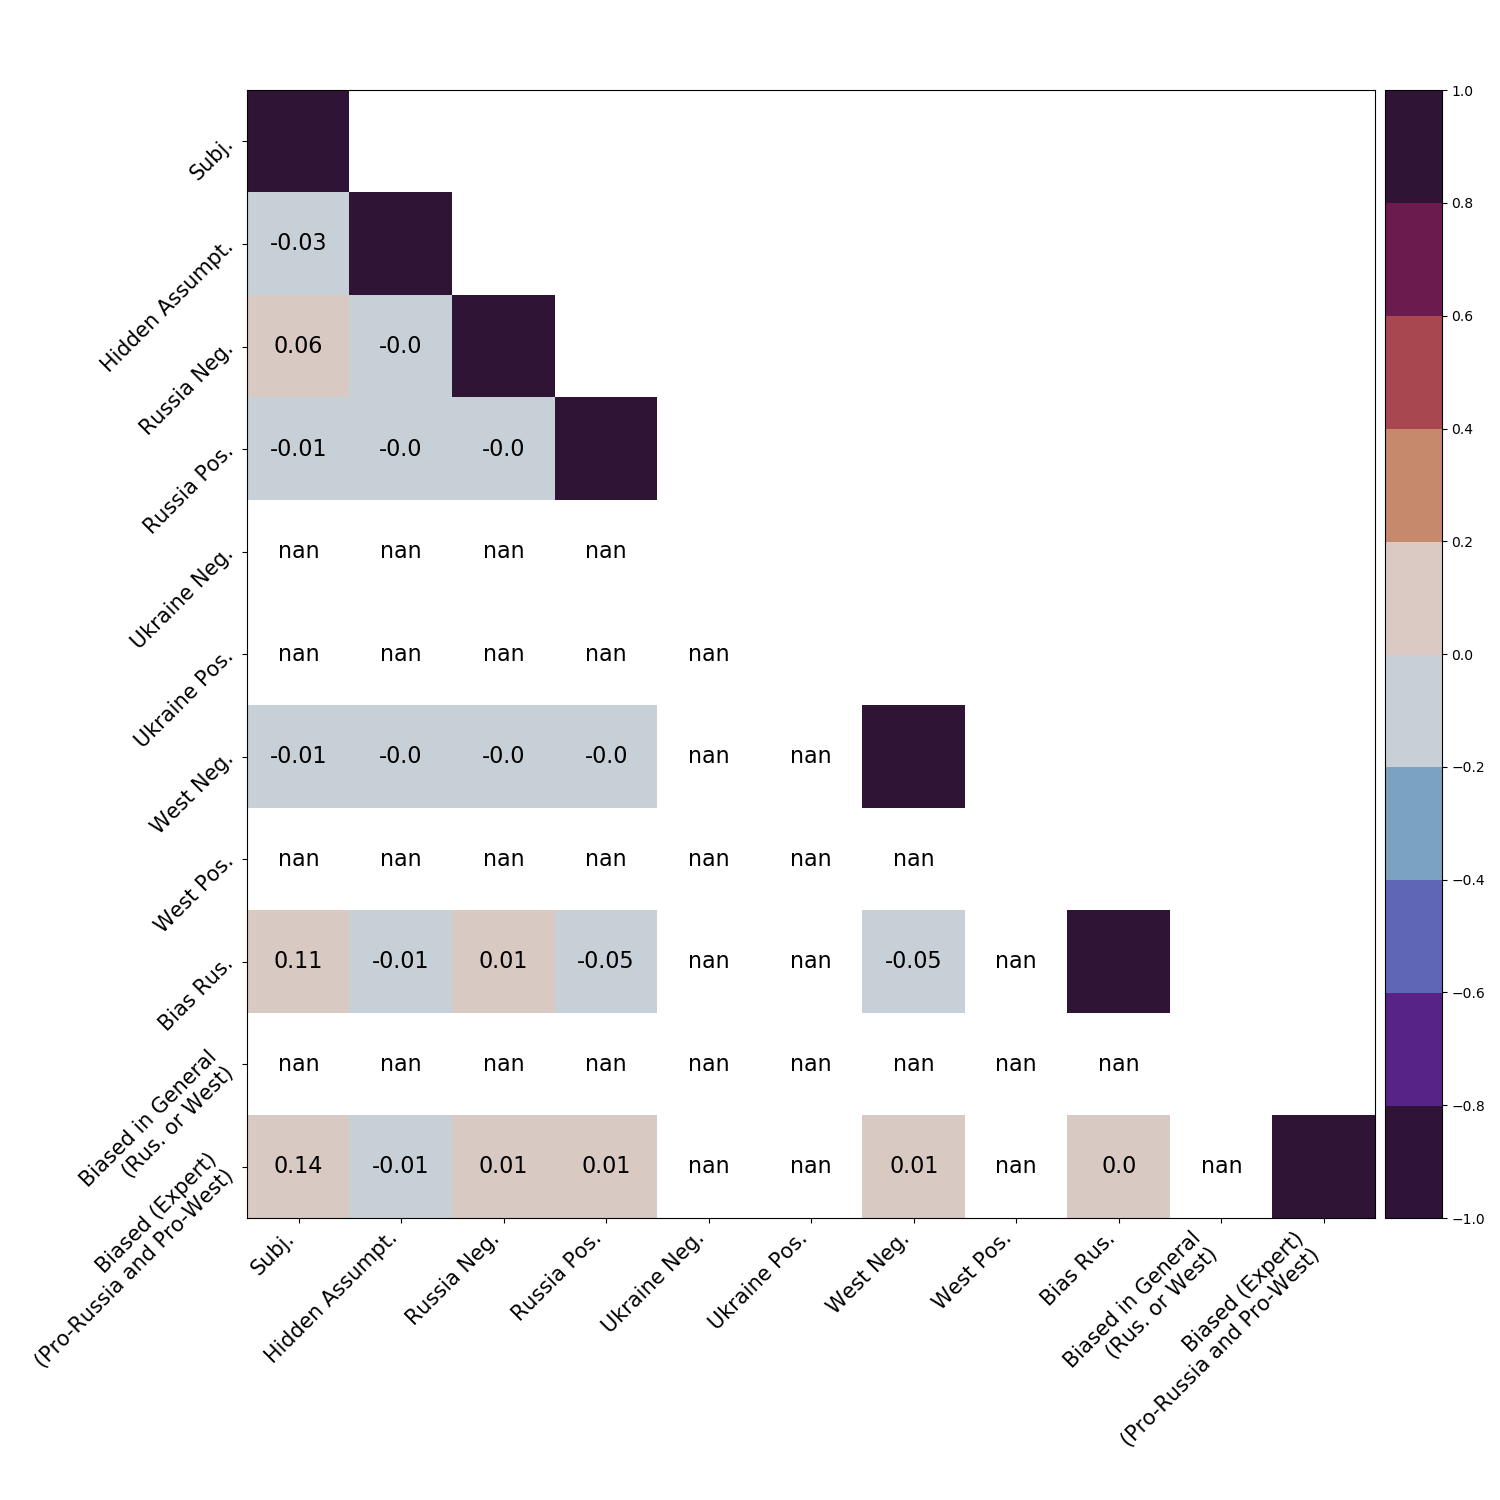 Subj.
Hidden Assumpt.
-0.03
Russia Neg.
0.06 -0.0
Russia Pos.
-0.01 -0.0 -0.0
Ukraine Neg.
nan nan nan nan
Ukraine Pos.
nan nan nan nan nan
West Neg.
-0.01 -0.0 -0.0 -0.0 nan nan
West Pos.
nan nan nan nan nan nan nan
Bias Rus.
0.11 -0.01 0.01 -0.05 nan nan -0.05 nan
Biased in General
(Rus. or West)
nan nan nan nan nan nan nan nan nan
Biased (Expert)
(Pro-Russia and Pro-West)
0.14 -0.01 0.01 0.01 nan nan 0.01 nan 0.0 nan
Subj.
Hidden Assumpt.
Russia Neg.
Russia Pos.
Ukraine Neg.
Ukraine Pos.
West Neg.
West Pos.
Bias Rus.
Biased in General
(Rus. or West)
Biased (Expert)
(Pro-Russia and Pro-West)
1.0
0.8
0.6
0.4
0.2
0.0
−0.2
−0.4
−0.6
−0.8
−1.0